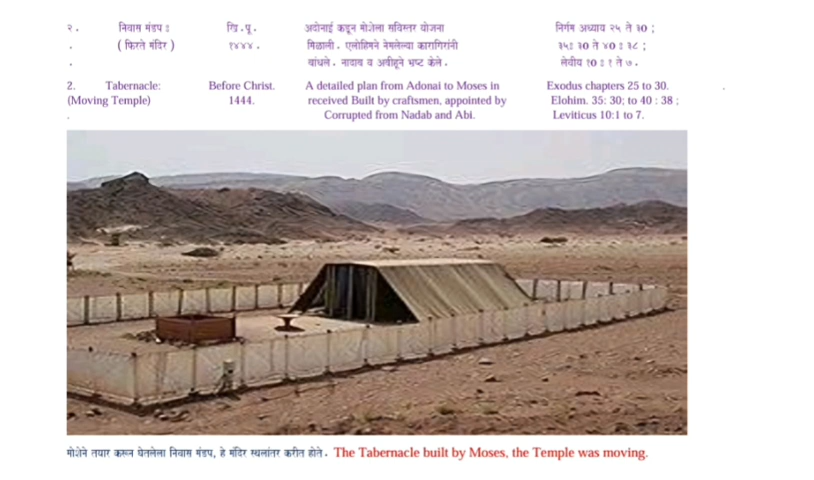 २. निवास मंडप : ख्रि.पू. अदोनाई कडून मोशेला सविस्तर योजना निर्गम अध्याय २५ ते ३० ;
. ( फिरते मंदिर ) १४४४. मिळाली. एलोहिमने नेमलेल्या कारागिरांनी ३५: ३० ते ४० : ३८ ;
. बांधले. नादाब व अबीहूने भष्ट केले. लेवीय १० : १ ते ७.
2. Tabernacle: Before Christ. A detailed plan from Adonai to Moses in Exodus chapters 25 to 30. .
(Moving Temple) 1444. received Built by craftsmen, appointed by Elohim. 35: 30; to 40 : 38 ;
. Corrupted from Nadab and Abi. Leviticus 10:1 to 7.
मोशेने तयार करून घेतलेला निवास मंडप, हे मंदिर स्थलांतर करीत होते. The Tabernacle built by Moses, the Temple was moving.